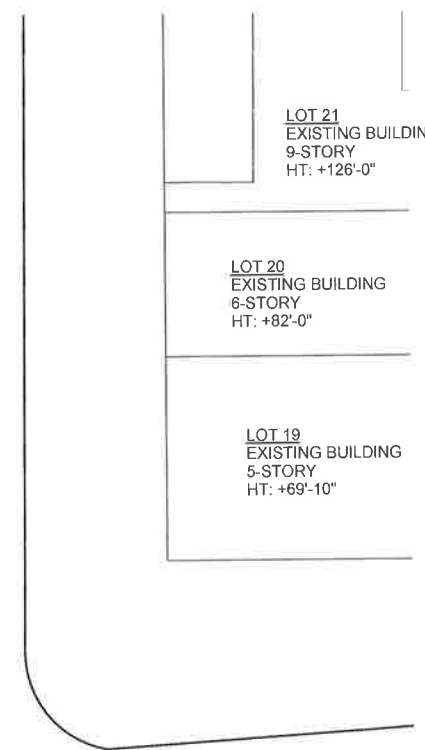 LOT 21
EXISTING BUILDIN
9-STORY
HT: +126'-0"
LOT 20
EXISTING BUILDING
6-STORY
HT: +82'-0"
LOT 19
EXISTING BUILDING
5-STORY
HT: +69'-10"